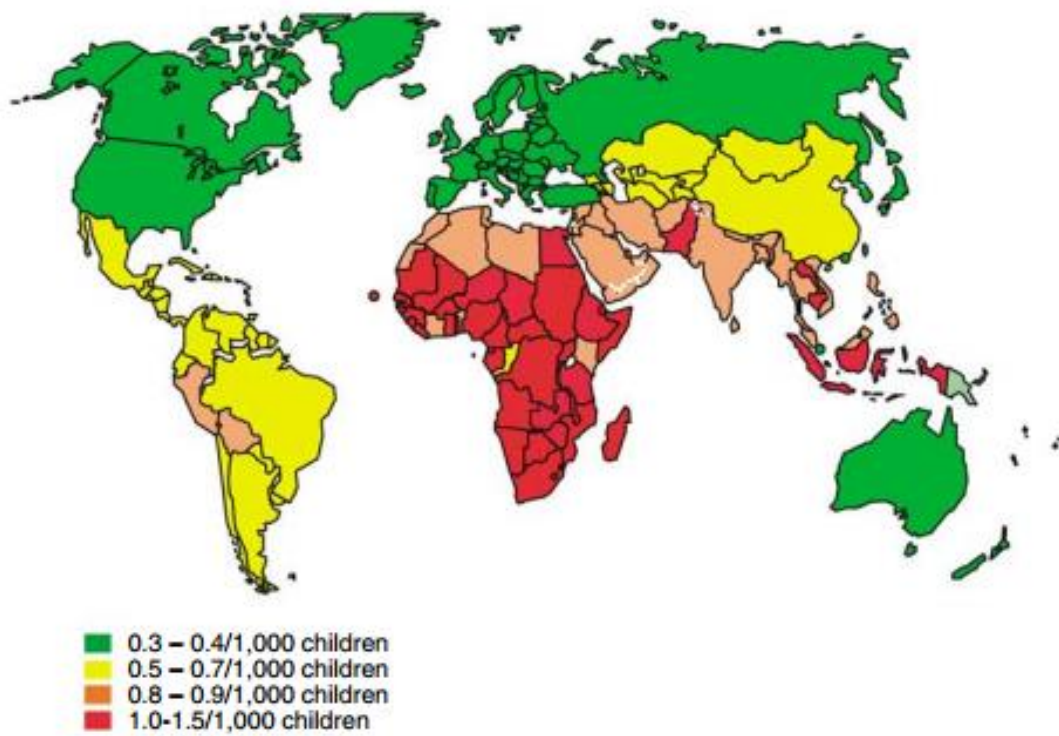 0.3 – 0.4/1,000 children
0.5 – 0.7/1,000 children
0.8 – 0.9/1,000 children
1.0-1.5/1,000 children